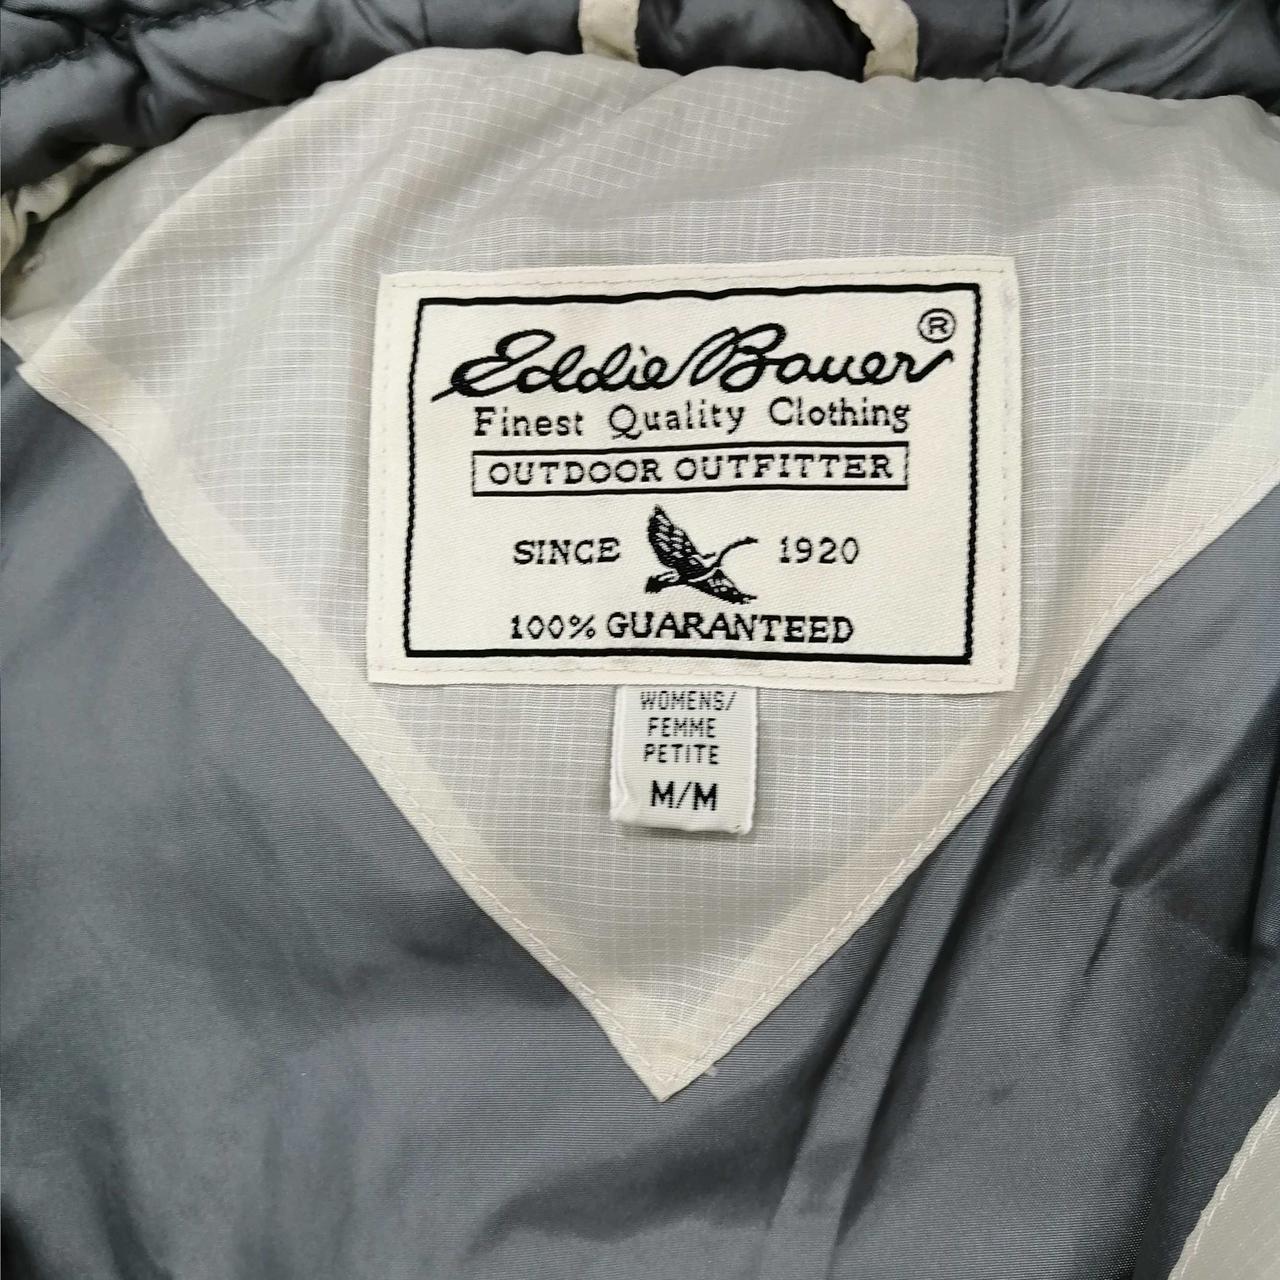 Eddie Bauer®
Finest Quality Clothing
OUTDOOR OUTFITTER
SINCE 1920
100% GUARANTEED
WOMENS/
FEMME
PETITE
M/M